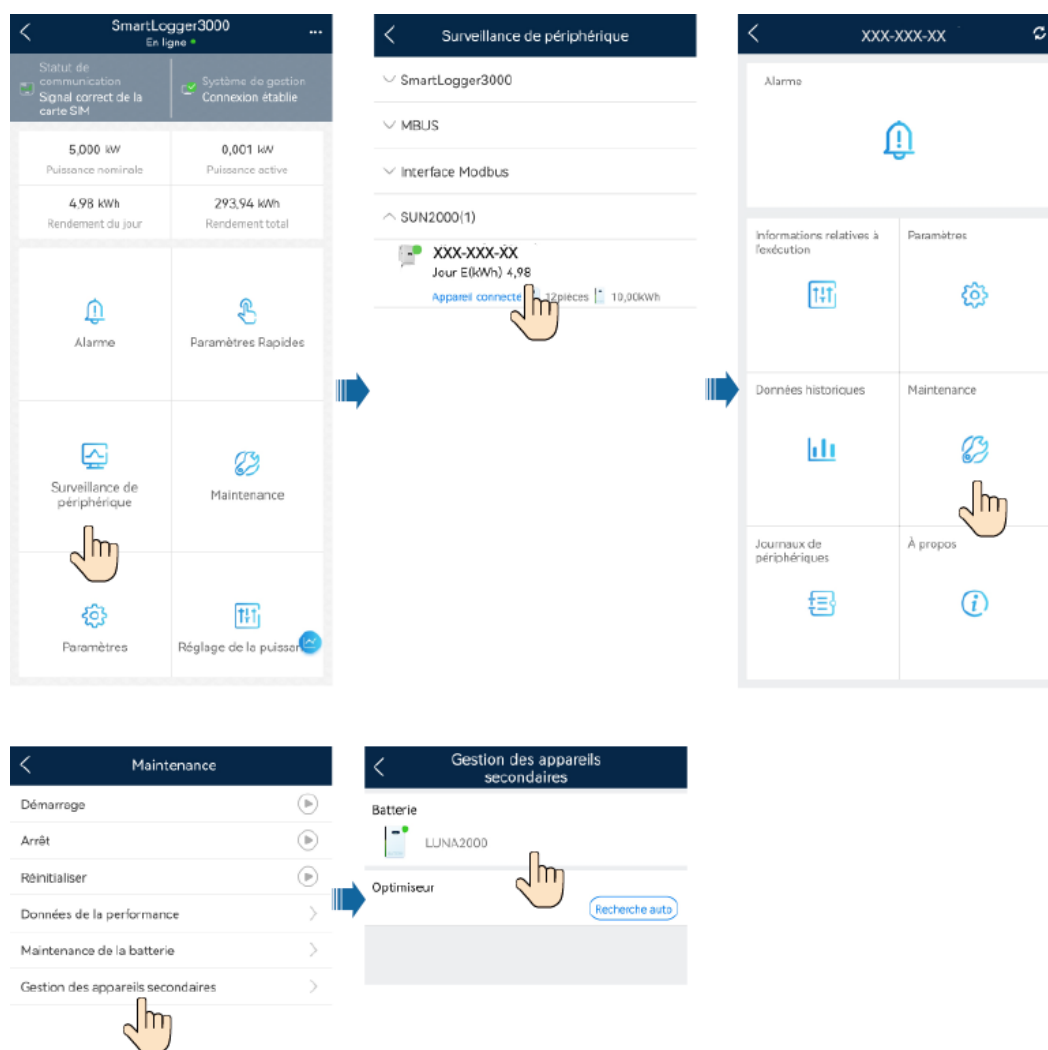 SmartLogger3000
En ligne
Statut de
communication
Signal correct de la
carte SIM
Système de gestion
Connexion établie
5,000 kW
Puissance nominale
0,001 kW
Puissance active
4,98 kWh
Rendement du jour
293,94 kWh
Rendement total
Alarme
Paramètres Rapides
Surveillance de
périphérique
Maintenance
Paramètres
Réglage de la puissan
Surveillance de périphérique
SmartLogger3000
MBUS
Interface Modbus
SUN2000(1)
XXX-XXX-XX
Jour E(kWh) 4,98
Appareil connecté 12pièces 10,00kWh
XXX-XXX-XX
Alarme
Informations relatives à
l'exécution
Paramètres
Données historiques
Maintenance
Journaux de
périphériques
À propos
Maintenance
Démarrage
Arrêt
Réinitialiser
Données de la performance
Maintenance de la batterie
Gestion des appareils secondaires
Gestion des appareils
secondaires
Batterie
LUNA2000
Optimiseur
Recherche auto